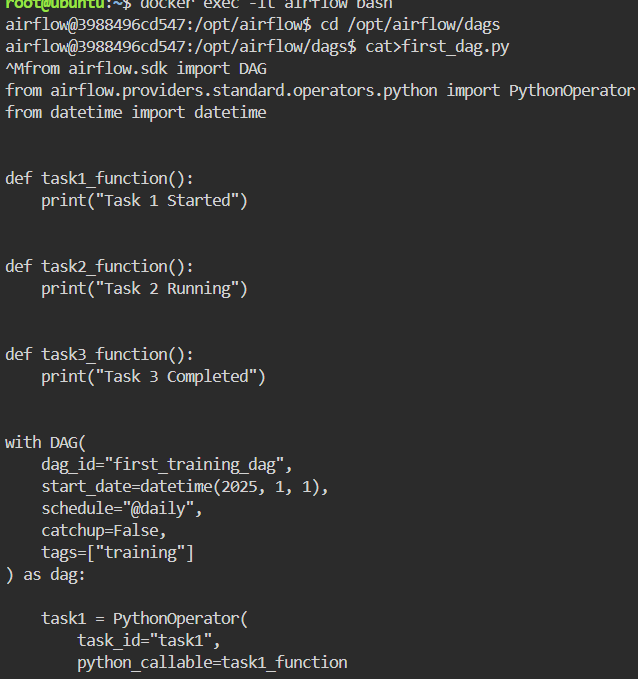 root@ubuntu:~$ docker exec -it airflow bash
airflow@3988496cd547:/opt/airflow$ cd /opt/airflow/dags
airflow@3988496cd547:/opt/airflow/dags$ cat>first_dag.py
^Mfrom airflow.sdk import DAG
from airflow.providers.standard.operators.python import PythonOperator
from datetime import datetime
def task1_function():
    print("Task 1 Started")
def task2_function():
    print("Task 2 Running")
def task3_function():
    print("Task 3 Completed")
with DAG(
    dag_id="first_training_dag",
    start_date=datetime(2025, 1, 1),
    schedule="@daily",
    catchup=False,
    tags=["training"]
) as dag:
    task1 = PythonOperator(
        task_id="task1",
        python_callable=task1_function